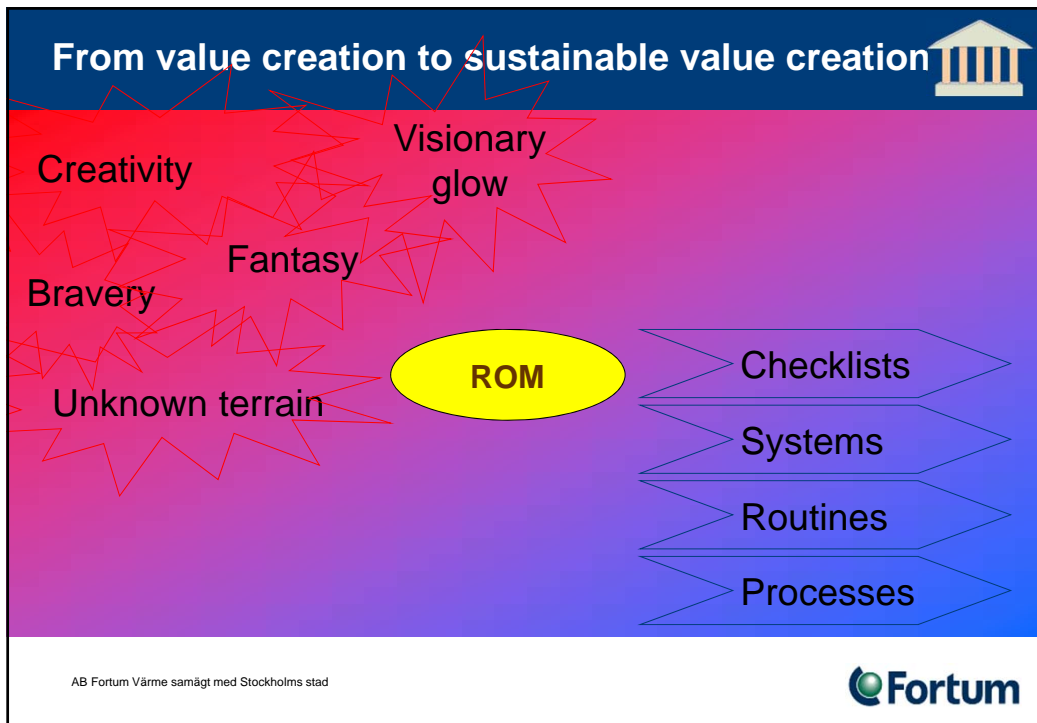 From value creation to sustainable value creation
Visionary
glow
Creativity
Fantasy
Bravery
Unknown terrain
ROM
Checklists
Systems
Routines
Processes
AB Fortum Värme samägt med Stockholms stad
Fortum